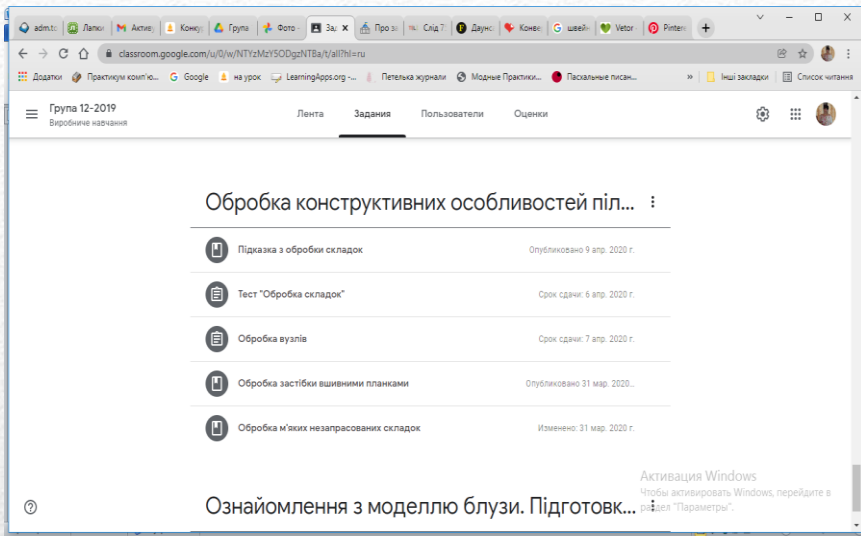 adm.tc
Лапки
Актив
Конку
Група
Фото -
Зад
Про за
Слід 7
Даунс
Конве
швей-
Vetor
Pintere
classroom.google.com/u/0/w/NTYzMzY5ODgzNTBa/t/all?hl=ru
Додатки Практикум комп'ю... Google на урок LearningApps.org -... Петелька журнали Модные Практики... Пасхальные писан... » Інші закладки Список читання
Група 12-2019
Виробниче навчання
Лента Задания Пользователи Оценки
Обробка конструктивних особливостей піл...
Підказка з обробки складок Опубликовано 9 апр. 2020 г.
Тест "Обробка складок" Срок сдачи: 6 апр. 2020 г.
Обробка вузлів Срок сдачи: 7 апр. 2020 г.
Обробка застібки вшивними планками Опубликовано 31 мар. 2020...
Обробка м'яких незапрасованих складок Изменено: 31 мар. 2020 г.
Активация Windows
Чтобы активировать Windows, перейдите в
раздел "Параметры".
Ознайомлення з моделлю блузи. Підготовк...